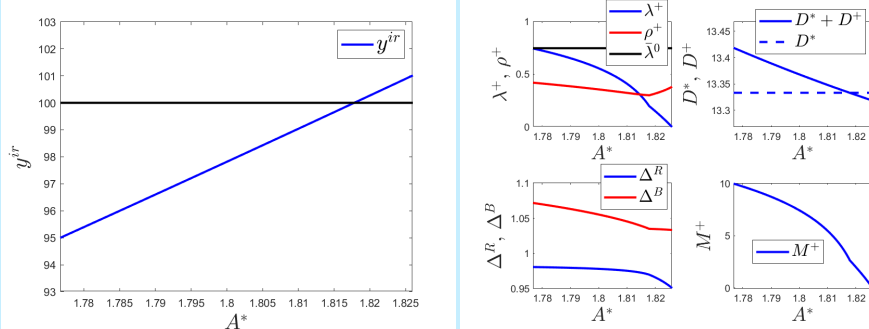 103
102
101
100
99
98
97
96
95
94
93
y^{ir}
y^{ir}
1.78 1.785 1.79 1.795 1.8 1.805 1.81 1.815 1.82 1.825
A^*
1
0.5
0
λ^+, ρ^+
λ^+
ρ^+
\bar{λ}^0
1.78 1.79 1.8 1.81 1.82
A^*
13.45
13.4
13.35
13.3
D^*, D^+
D^* + D^+
D^*
1.78 1.79 1.8 1.81 1.82
A^*
1.1
1.05
1
0.95
Δ^R, Δ^B
Δ^R
Δ^B
1.78 1.79 1.8 1.81 1.82
A^*
10
5
0
M^+
M^+
1.78 1.79 1.8 1.81 1.82
A^*